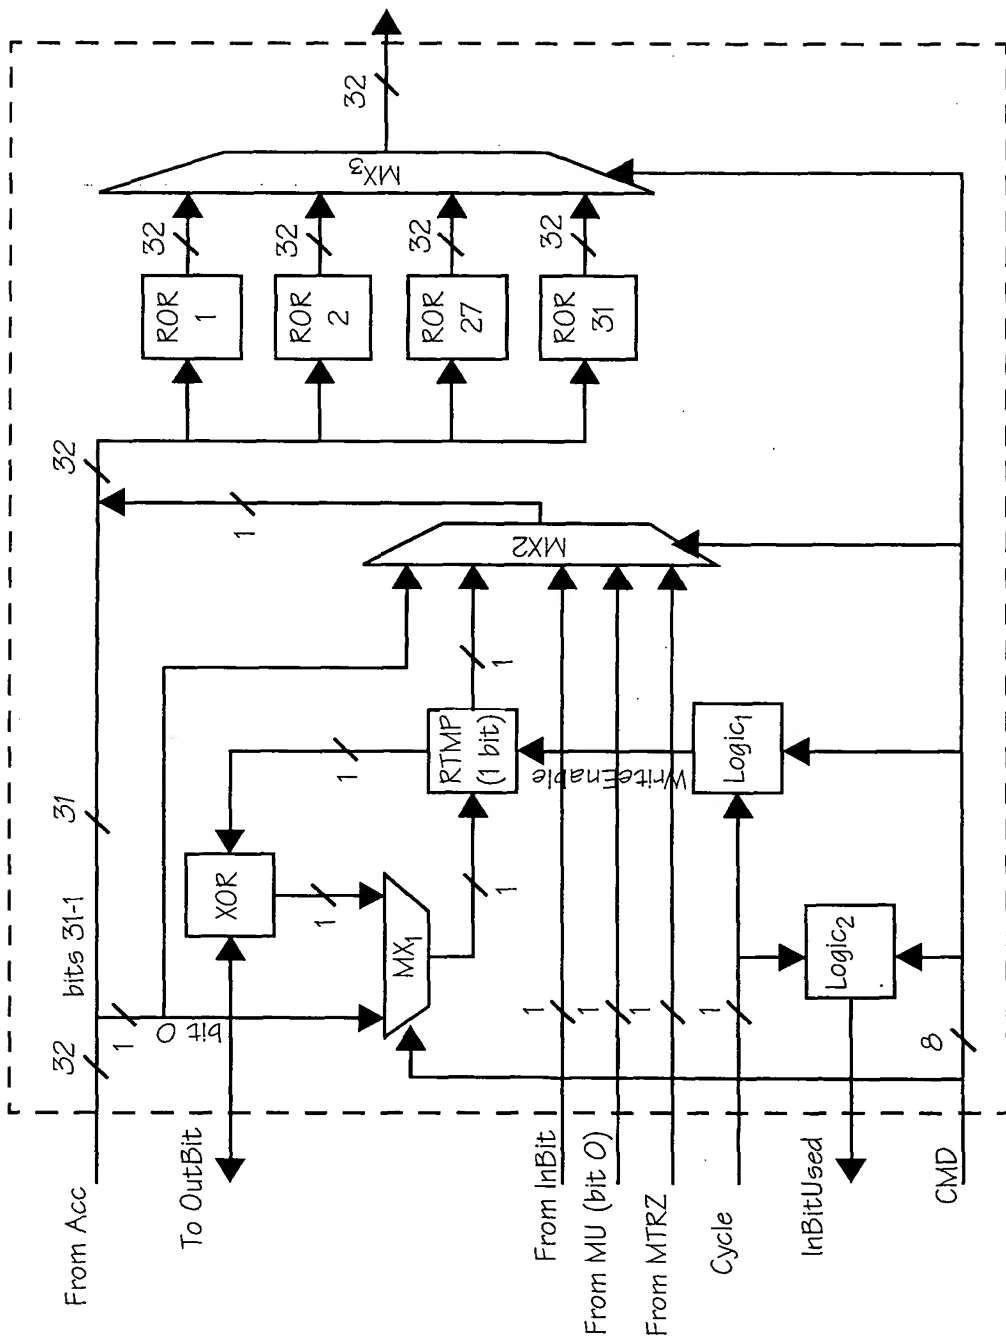 From Acc
32
bits 31-1
31
32
1
bit 0
To OutBit
XOR
1
1
1
MX₁
1
RTMP
(1 bit)
1
MX2
WriteEnable
From InBit
1
From MU (bit 0)
1
From MTRZ
1
Cycle
1
Logic₁
InBitUsed
Logic₂
CMD
8
ROR
1
32
ROR
2
32
ROR
27
32
ROR
31
32
MX₃
32